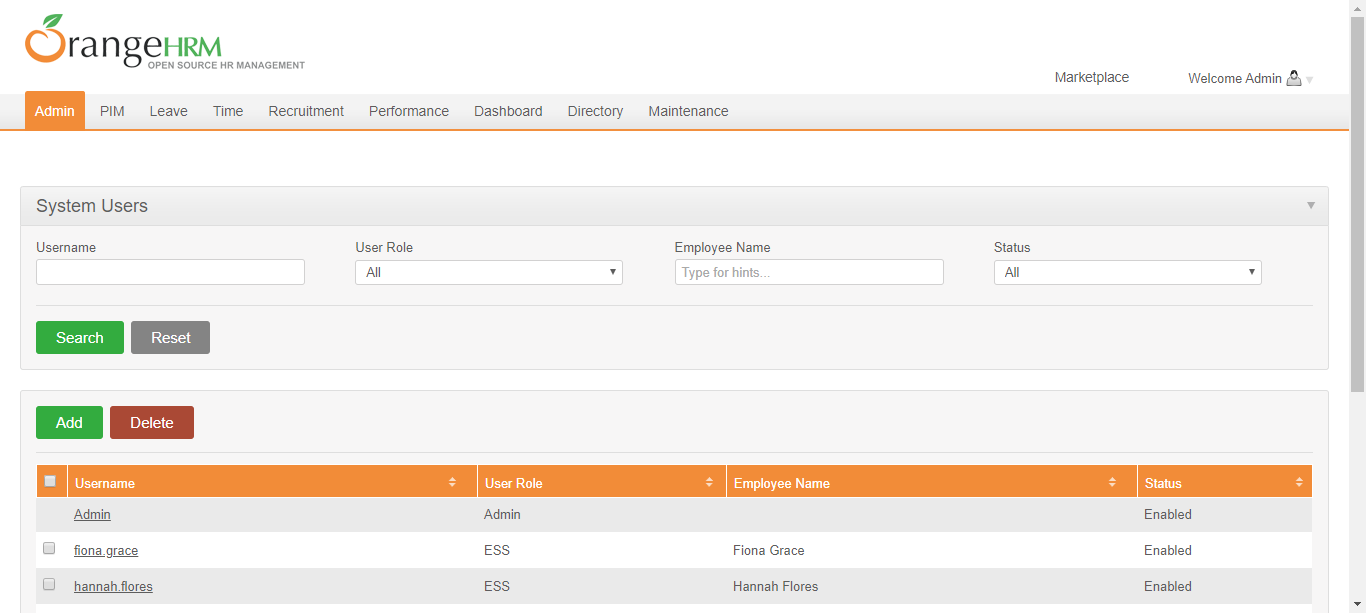 OrangeHRM
OPEN SOURCE HR MANAGEMENT
Marketplace Welcome Admin
Admin PIM Leave Time Recruitment Performance Dashboard Directory Maintenance
System Users
Username User Role Employee Name Status
All Type for hints... All
Search Reset
Add Delete
Username User Role Employee Name Status
Admin Admin Enabled
fiona.grace ESS Fiona Grace Enabled
hannah.flores ESS Hannah Flores Enabled